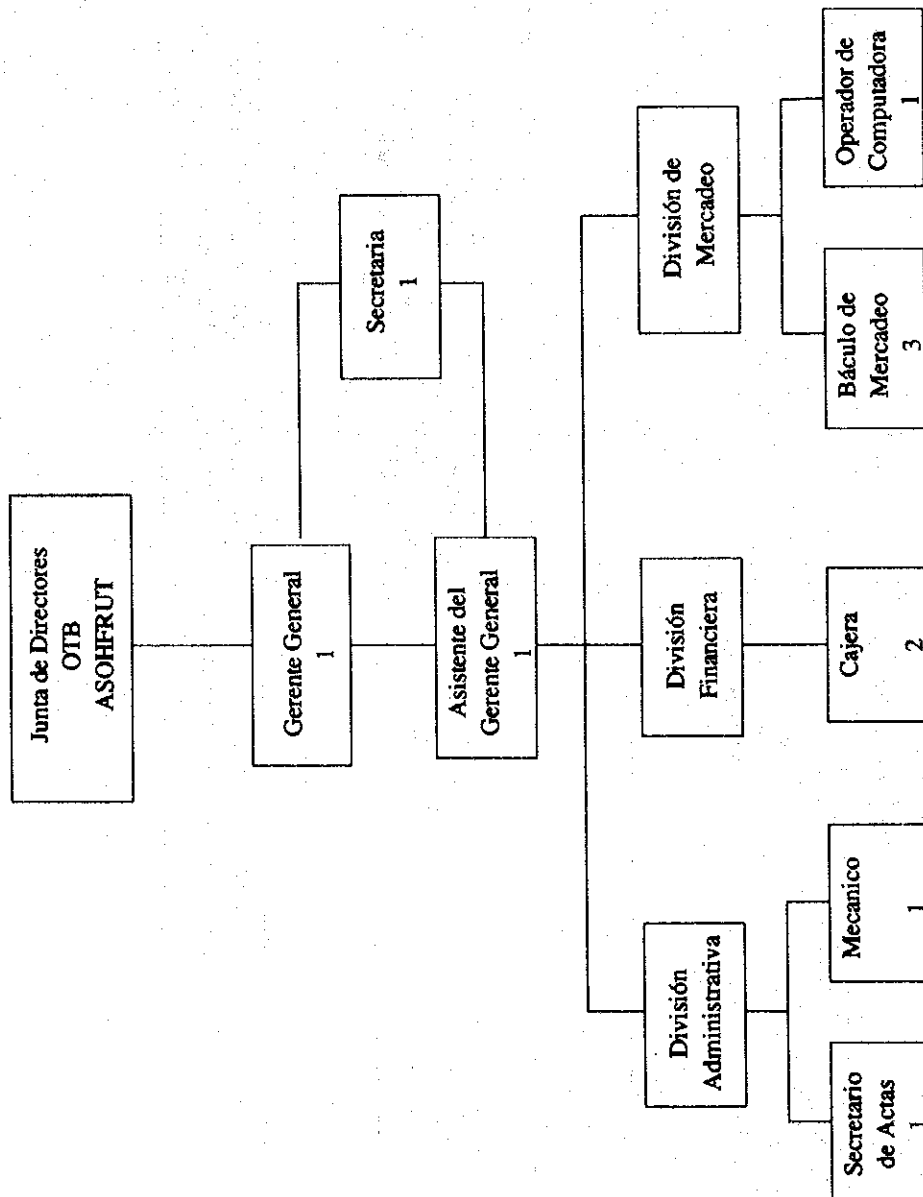 Junta de Directores
OTB
ASOHFRUT
Gerente General
1
Secretaria
1
Asistente del
Gerente General
1
División
Administrativa
División
Financiera
División de
Mercadeo
Secretario
de Actas
1
Mecanico
1
Cajera
2
Báculo de
Mercadeo
3
Operador de
Computadora
1